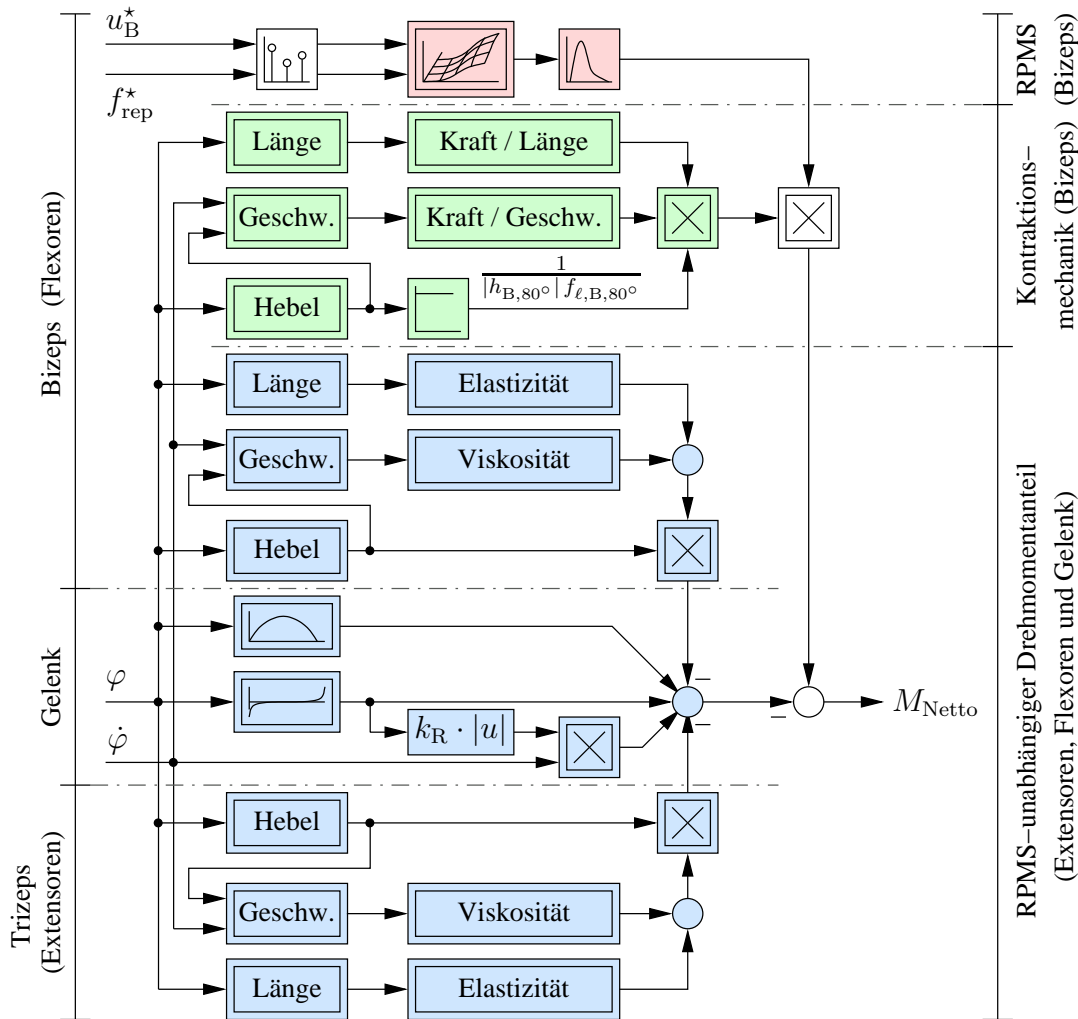 u⋆B
f⋆rep
Länge
Kraft / Länge
Geschw.
Kraft / Geschw.
1
|hB,80°| fℓ,B,80°
Hebel
Länge
Elastizität
Geschw.
Viskosität
Hebel
φ
φ̇
kR · |u|
−
−
−
MNetto
Hebel
Geschw.
Viskosität
Länge
Elastizität
Bizeps (Flexoren)
Gelenk
Trizeps
(Extensoren)
RPMS
(Bizeps)
Kontraktions−
mechanik (Bizeps)
RPMS−unabhängiger Drehmomentanteil
(Extensoren, Flexoren und Gelenk)